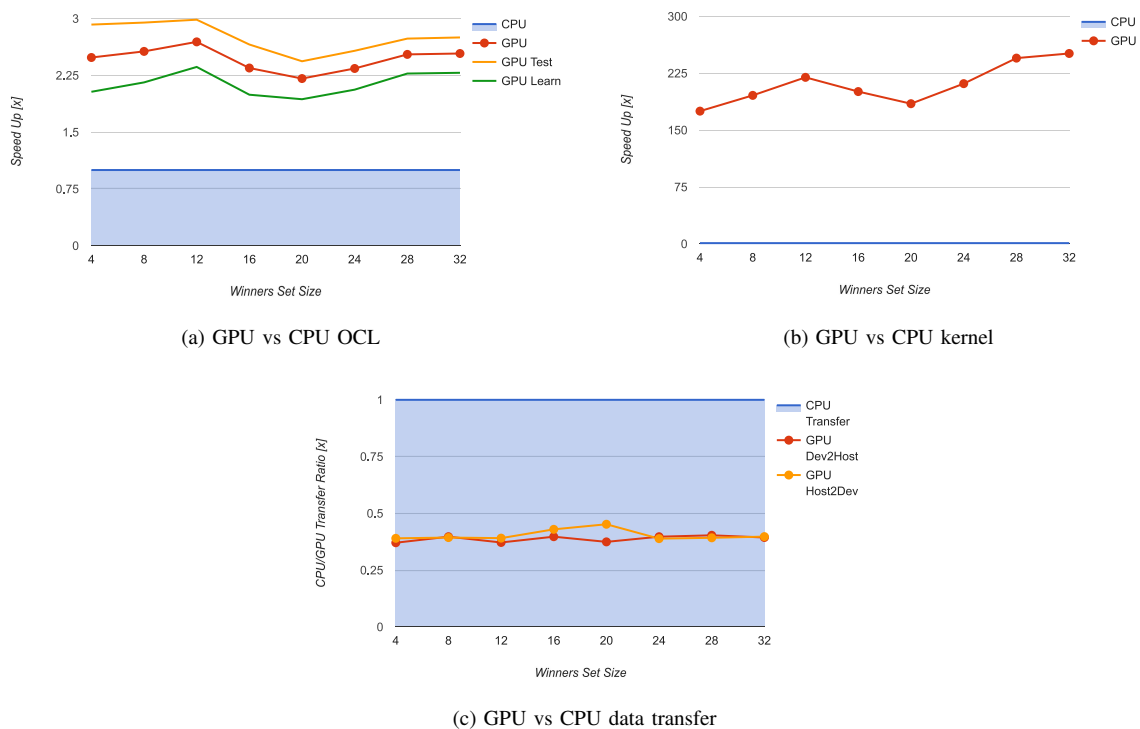 3
2,25
1,5
0,75
0
4 8 12 16 20 24 28 32
Speed Up [x]
Winners Set Size
CPU
GPU
GPU Test
GPU Learn
(a) GPU vs CPU OCL
300
225
150
75
0
4 8 12 16 20 24 28 32
Speed Up [x]
Winners Set Size
CPU
GPU
(b) GPU vs CPU kernel
1
0,75
0,5
0,25
0
4 8 12 16 20 24 28 32
CPU/GPU Transfer Ratio [x]
Winners Set Size
CPU
Transfer
GPU
Dev2Host
GPU
Host2Dev
(c) GPU vs CPU data transfer